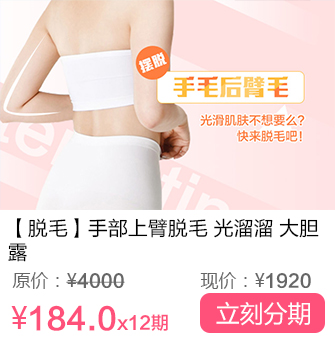 摆脱
手毛后臂毛
光滑肌肤不想要么?
快来脱毛吧!
【脱毛】手部上臂脱毛 光溜溜 大胆
露
原价：¥4000
现价：¥1920
¥184.0x12期
立刻分期